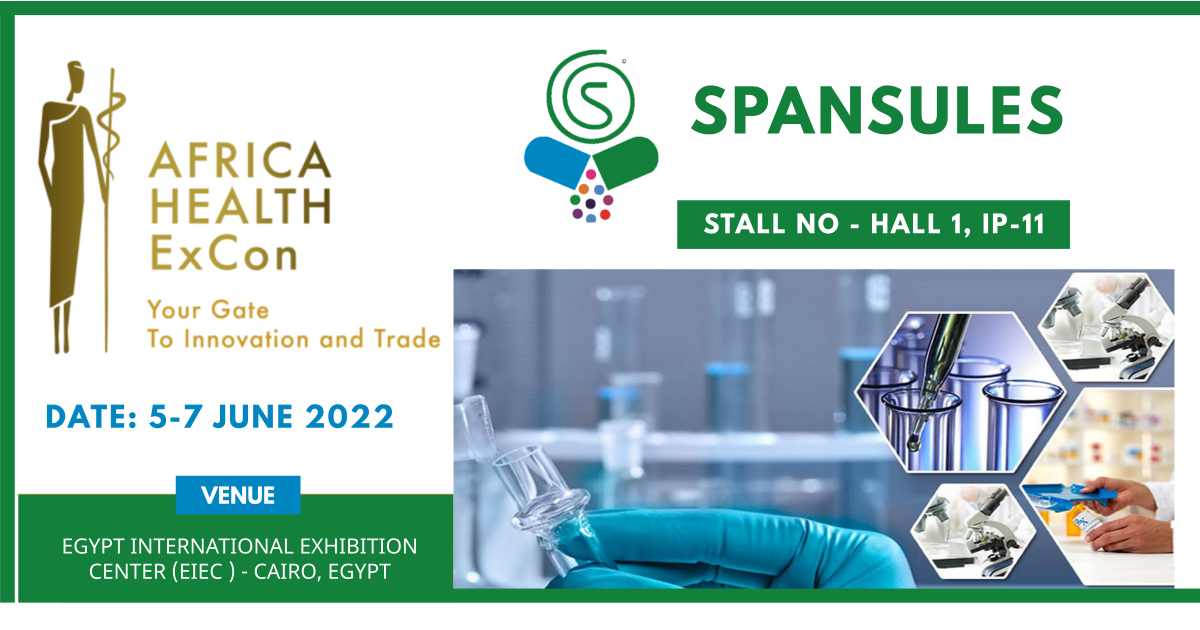 AFRICA
HEALTH
ExCon
Your Gate
To Innovation and Trade
DATE: 5-7 JUNE 2022
VENUE
EGYPT INTERNATIONAL EXHIBITION
CENTER (EIEC ) - CAIRO, EGYPT
S
SPANSULES
STALL NO - HALL 1, IP-11
Rx